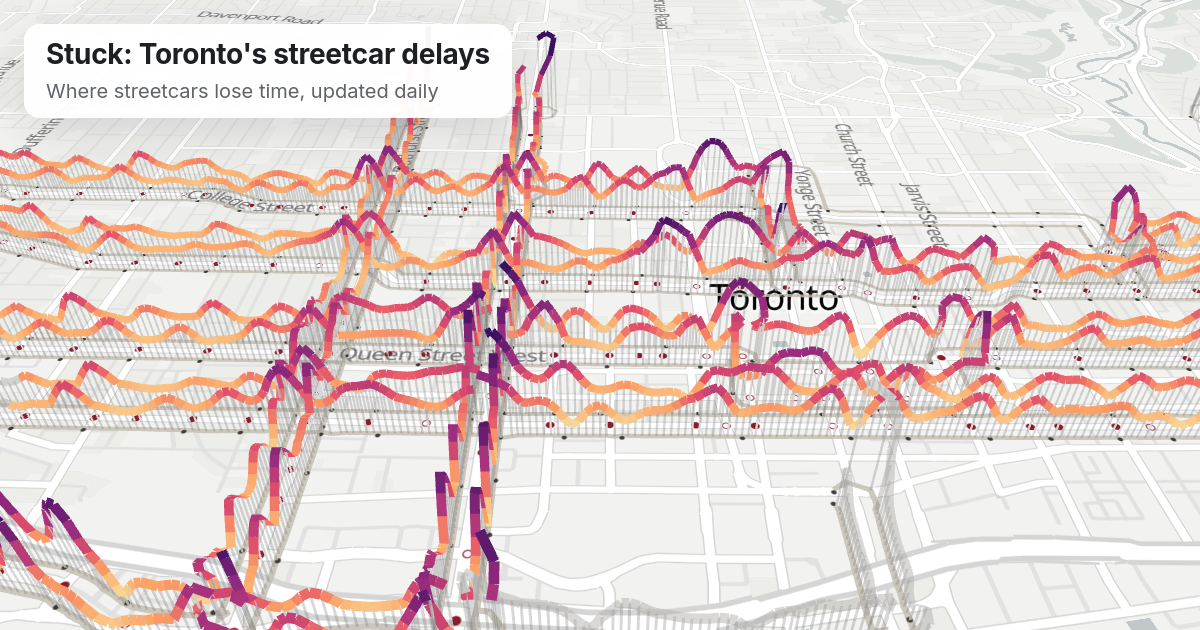 Davenport Road
Stuck: Toronto's streetcar delays
Where streetcars lose time, updated daily
Church Street
Yonge Street
Jarvis Street
College Street
Toronto
Queen Street West